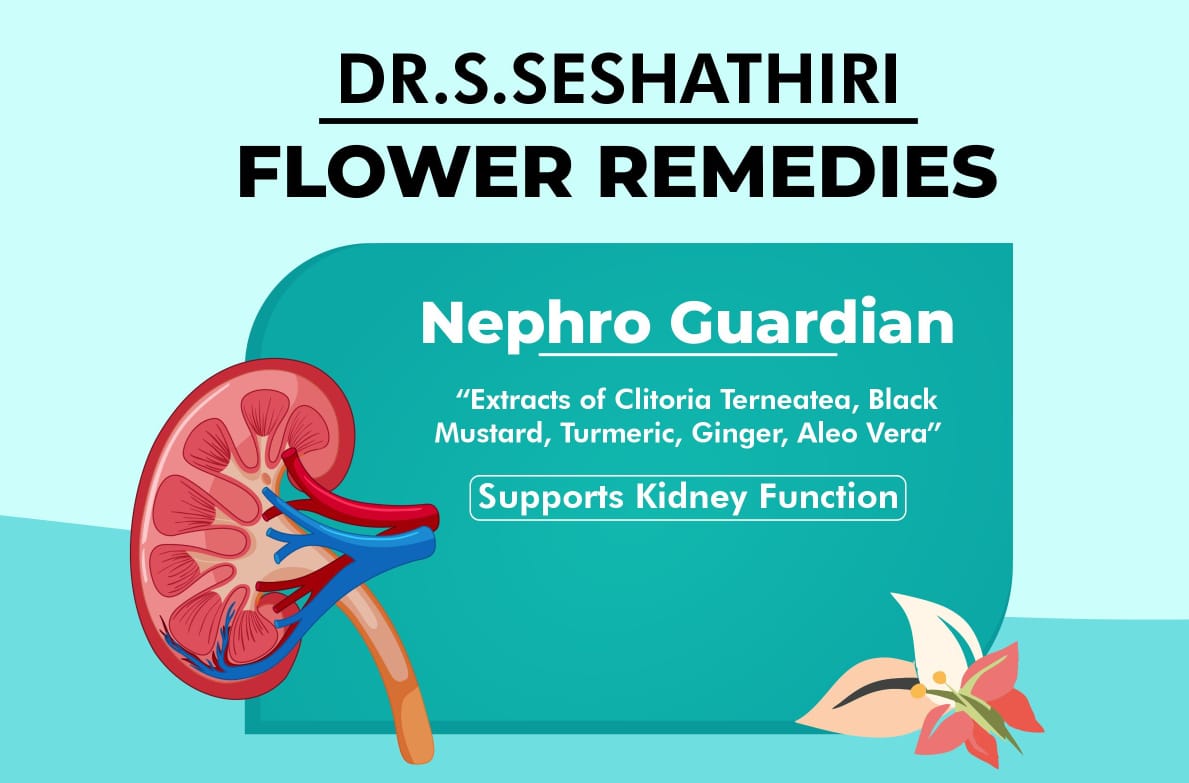 DR.S.SESHATHIRI
FLOWER REMEDIES
Nephro Guardian
“Extracts of Clitoria Terneatea, Black
Mustard, Turmeric, Ginger, Aleo Vera”
Supports Kidney Function